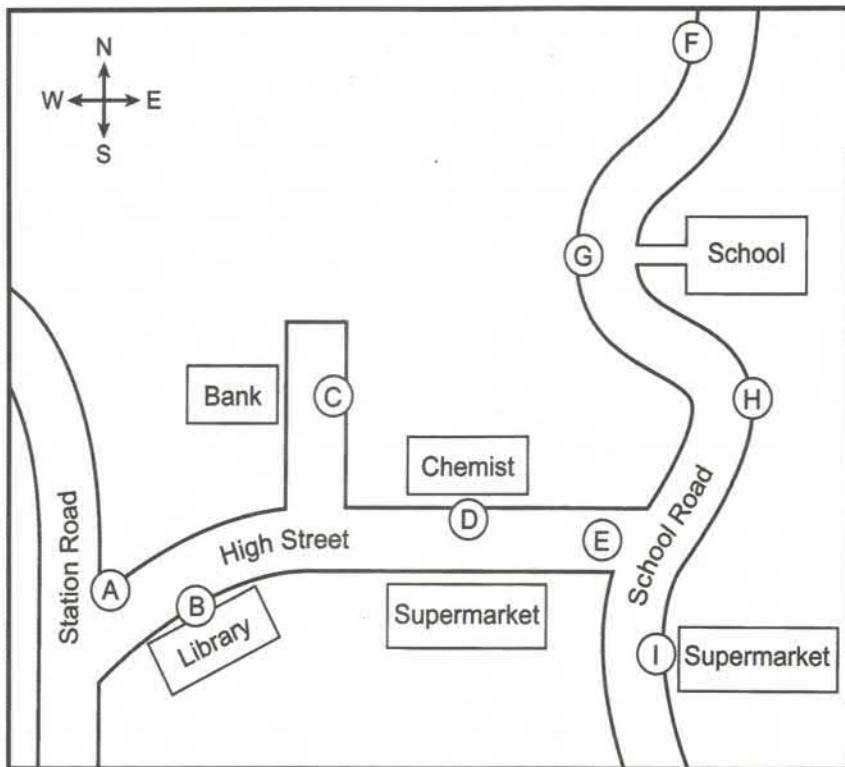 F
N
W E
S
G
School
Bank
C
H
Chemist
D
High Street
E
School Road
Station Road
A
B
Library
Supermarket
I
Supermarket